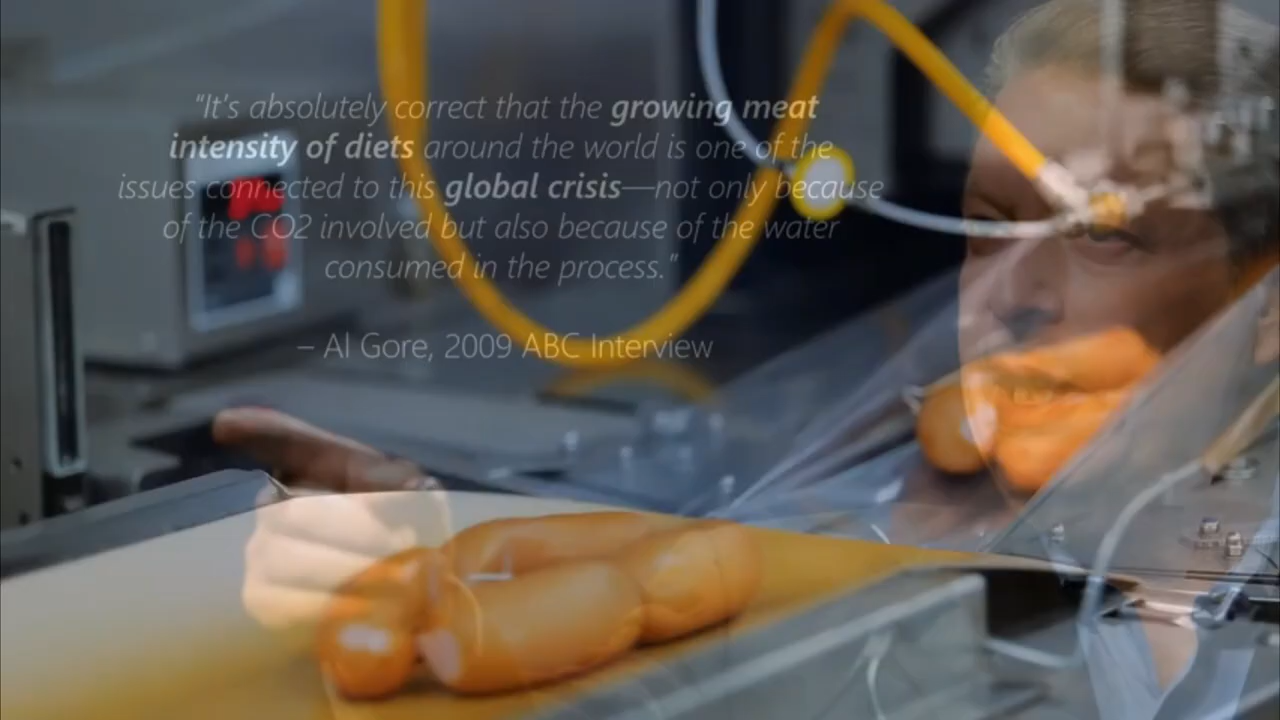 “It’s absolutely correct that the growing meat
intensity of diets around the world is one of the
issues connected to this global crisis—not only because
of the CO2 involved but also because of the water
consumed in the process.”
– Al Gore, 2009 ABC Interview